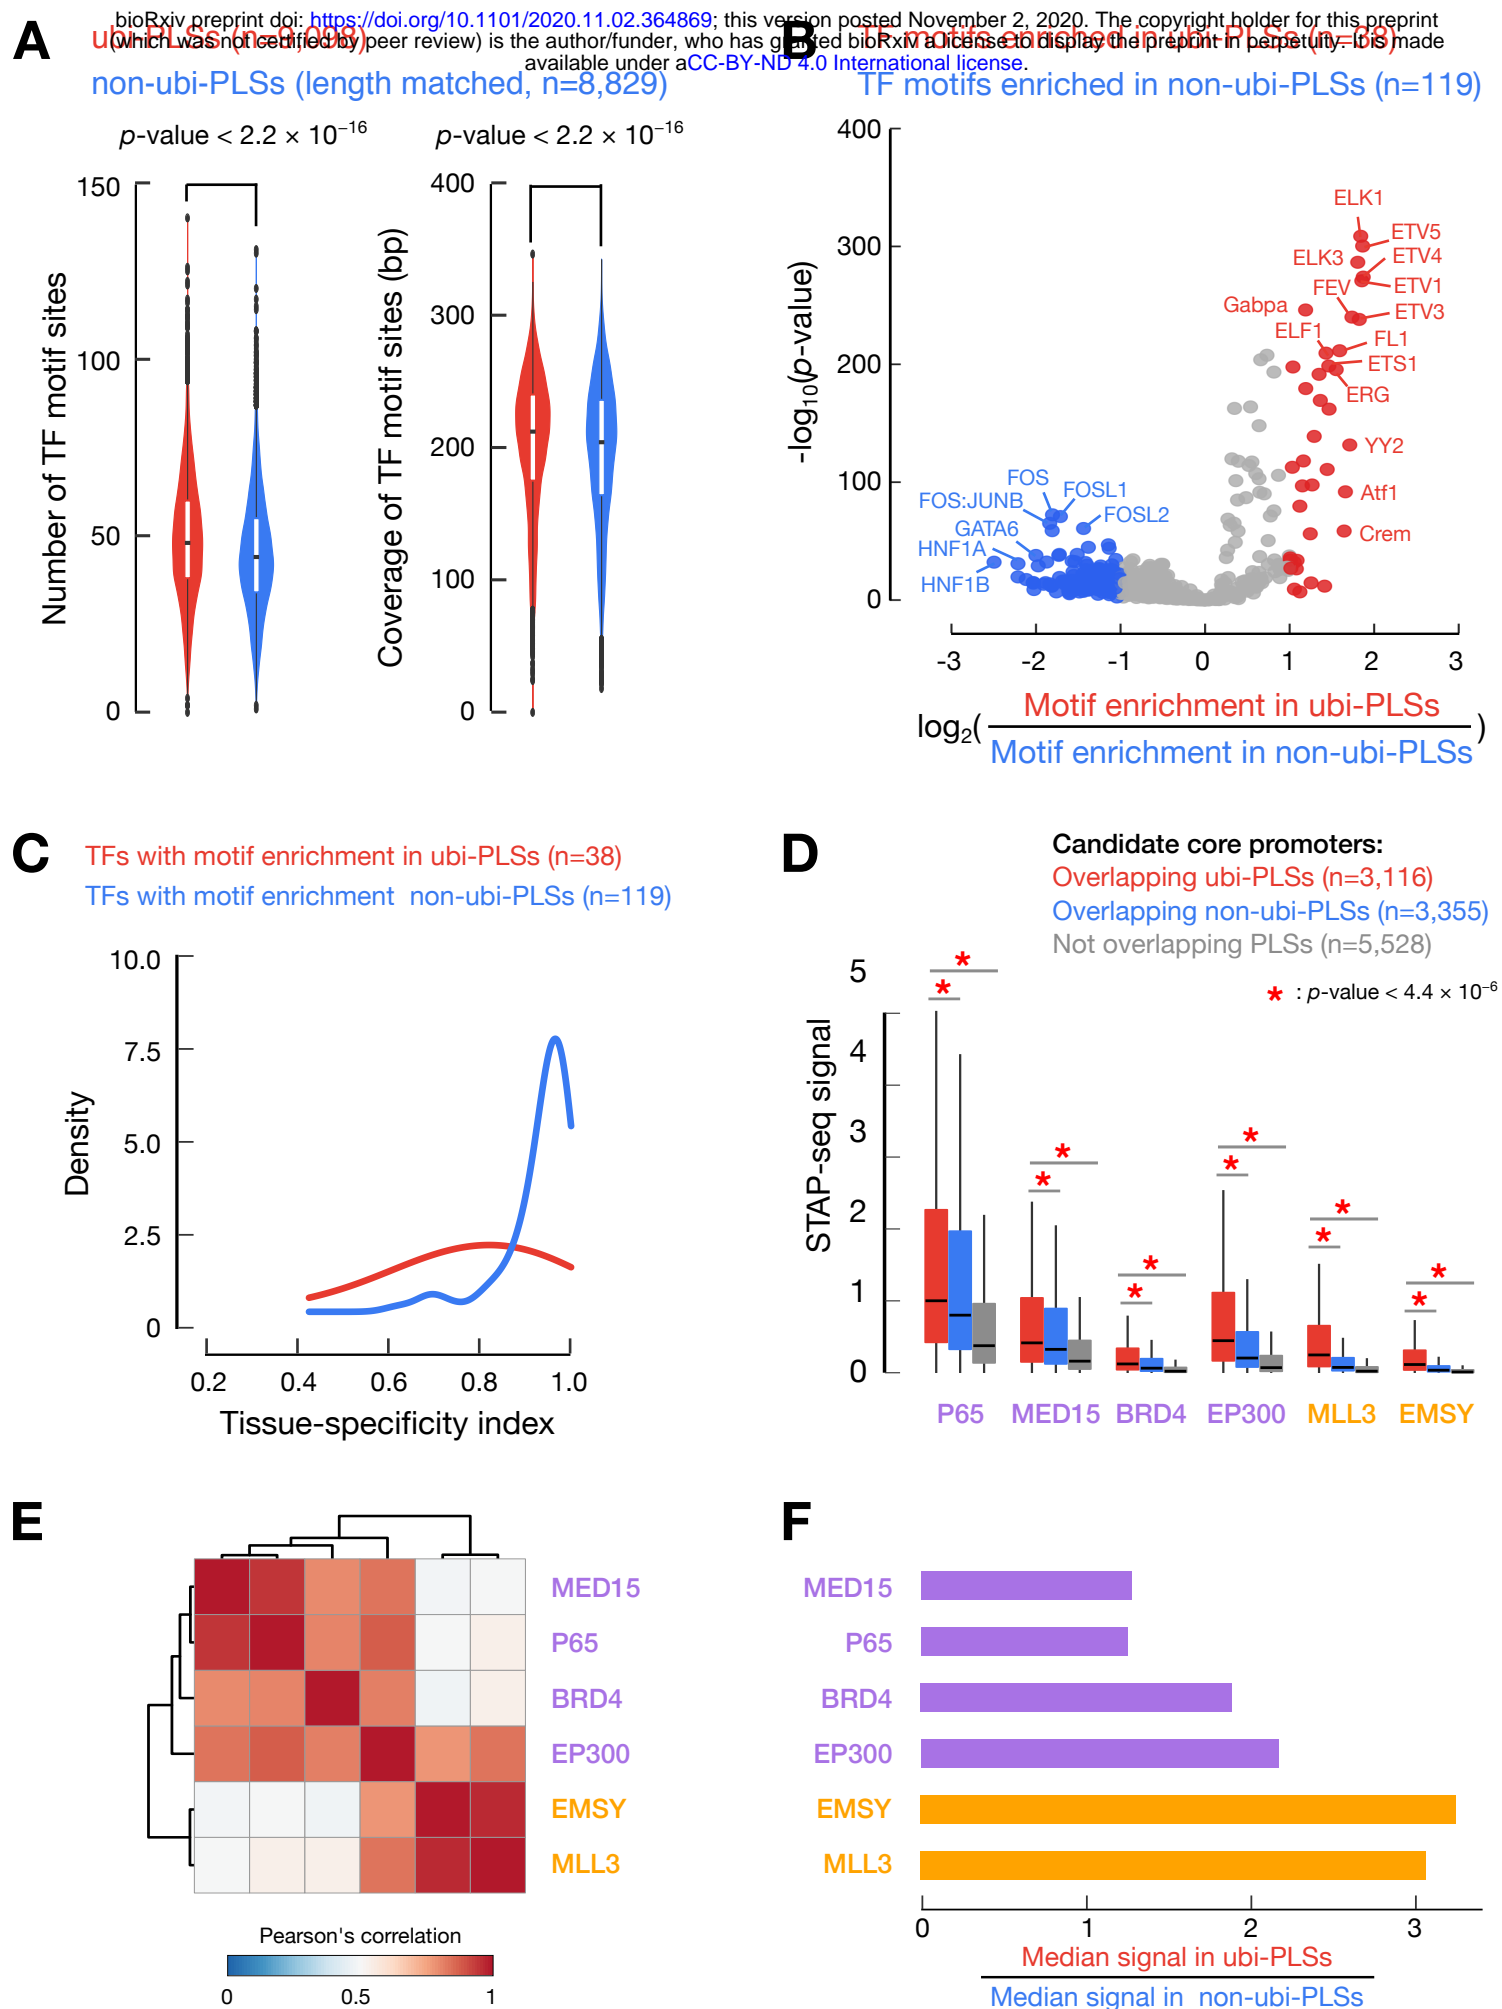 bioRxiv preprint doi: https://doi.org/10.1101/2020.11.02.364869; this version posted November 2, 2020. The copyright holder for this preprint
(which was not certified by peer review) is the author/funder, who has granted bioRxiv a license to display the preprint in perpetuity. It is made
available under aCC-BY-ND 4.0 International license.
A
ubi-PLSs (n=9,098)
non-ubi-PLSs (length matched, n=8,829)
p-value < 2.2 × 10−16
p-value < 2.2 × 10−16
Number of TF motif sites
150
100
50
0
Coverage of TF motif sites (bp)
400
300
200
100
0
B
TF motifs enriched in ubi-PLSs (n=38)
TF motifs enriched in non-ubi-PLSs (n=119)
-log10(p-value)
400
300
200
100
0
ELK1
ETV5
ELK3
ETV4
FEV
ETV1
Gabpa
ETV3
ELF1
FL1
ETS1
ERG
YY2
Atf1
Crem
FOS
FOSL1
FOS:JUNB
FOSL2
GATA6
HNF1A
HNF1B
-3 -2 -1 0 1 2 3
log2( Motif enrichment in ubi-PLSs
Motif enrichment in non-ubi-PLSs )
C
TFs with motif enrichment in ubi-PLSs (n=38)
TFs with motif enrichment non-ubi-PLSs (n=119)
Density
10.0
7.5
5.0
2.5
0
0.2 0.4 0.6 0.8 1.0
Tissue-specificity index
D
Candidate core promoters:
Overlapping ubi-PLSs (n=3,116)
Overlapping non-ubi-PLSs (n=3,355)
Not overlapping PLSs (n=5,528)
* : p-value < 4.4 × 10−6
STAP-seq signal
5
4
3
2
1
0
* * * * * * * * * * * *
P65 MED15 BRD4 EP300 MLL3 EMSY
E
MED15
P65
BRD4
EP300
EMSY
MLL3
Pearson's correlation
0 0.5 1
F
MED15
P65
BRD4
EP300
EMSY
MLL3
0 1 2 3
Median signal in ubi-PLSs
Median signal in non-ubi-PLSs